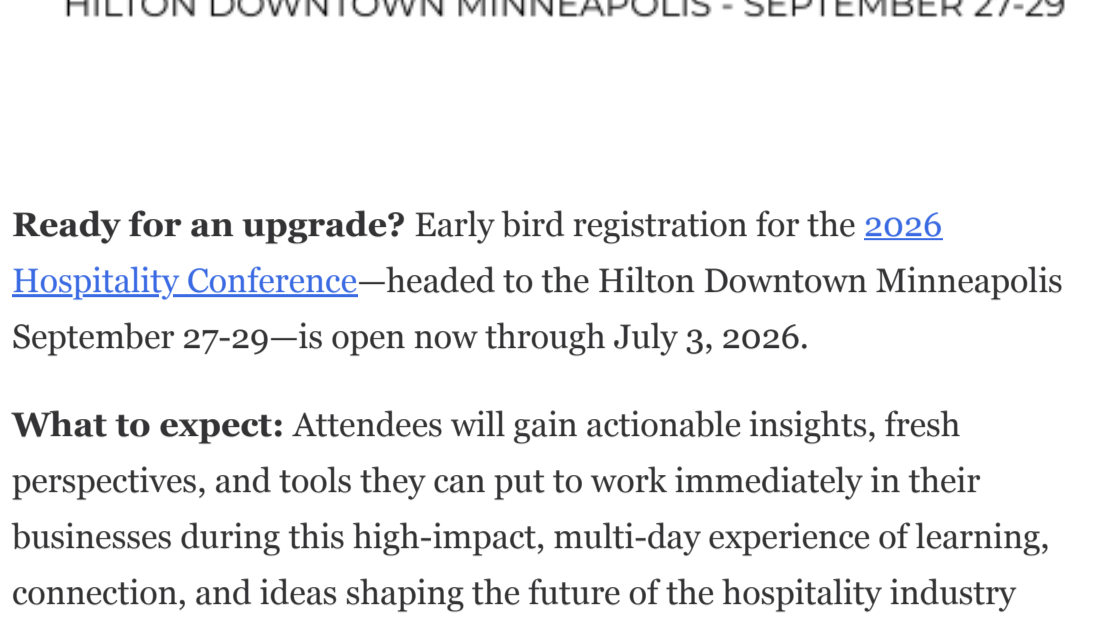 HILTON DOWNTOWN MINNEAPOLIS - SEPTEMBER 27-29
Ready for an upgrade? Early bird registration for the 2026
Hospitality Conference—headed to the Hilton Downtown Minneapolis
September 27-29—is open now through July 3, 2026.
What to expect: Attendees will gain actionable insights, fresh
perspectives, and tools they can put to work immediately in their
businesses during this high-impact, multi-day experience of learning,
connection, and ideas shaping the future of the hospitality industry